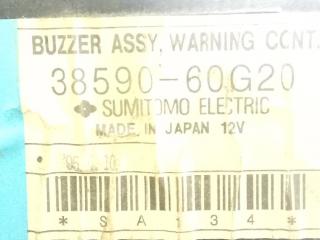 BUZZER ASSY, WARNING CONT.
38590-60G20
SUMITOMO ELECTRIC
MADE IN JAPAN 12V
*SA134*